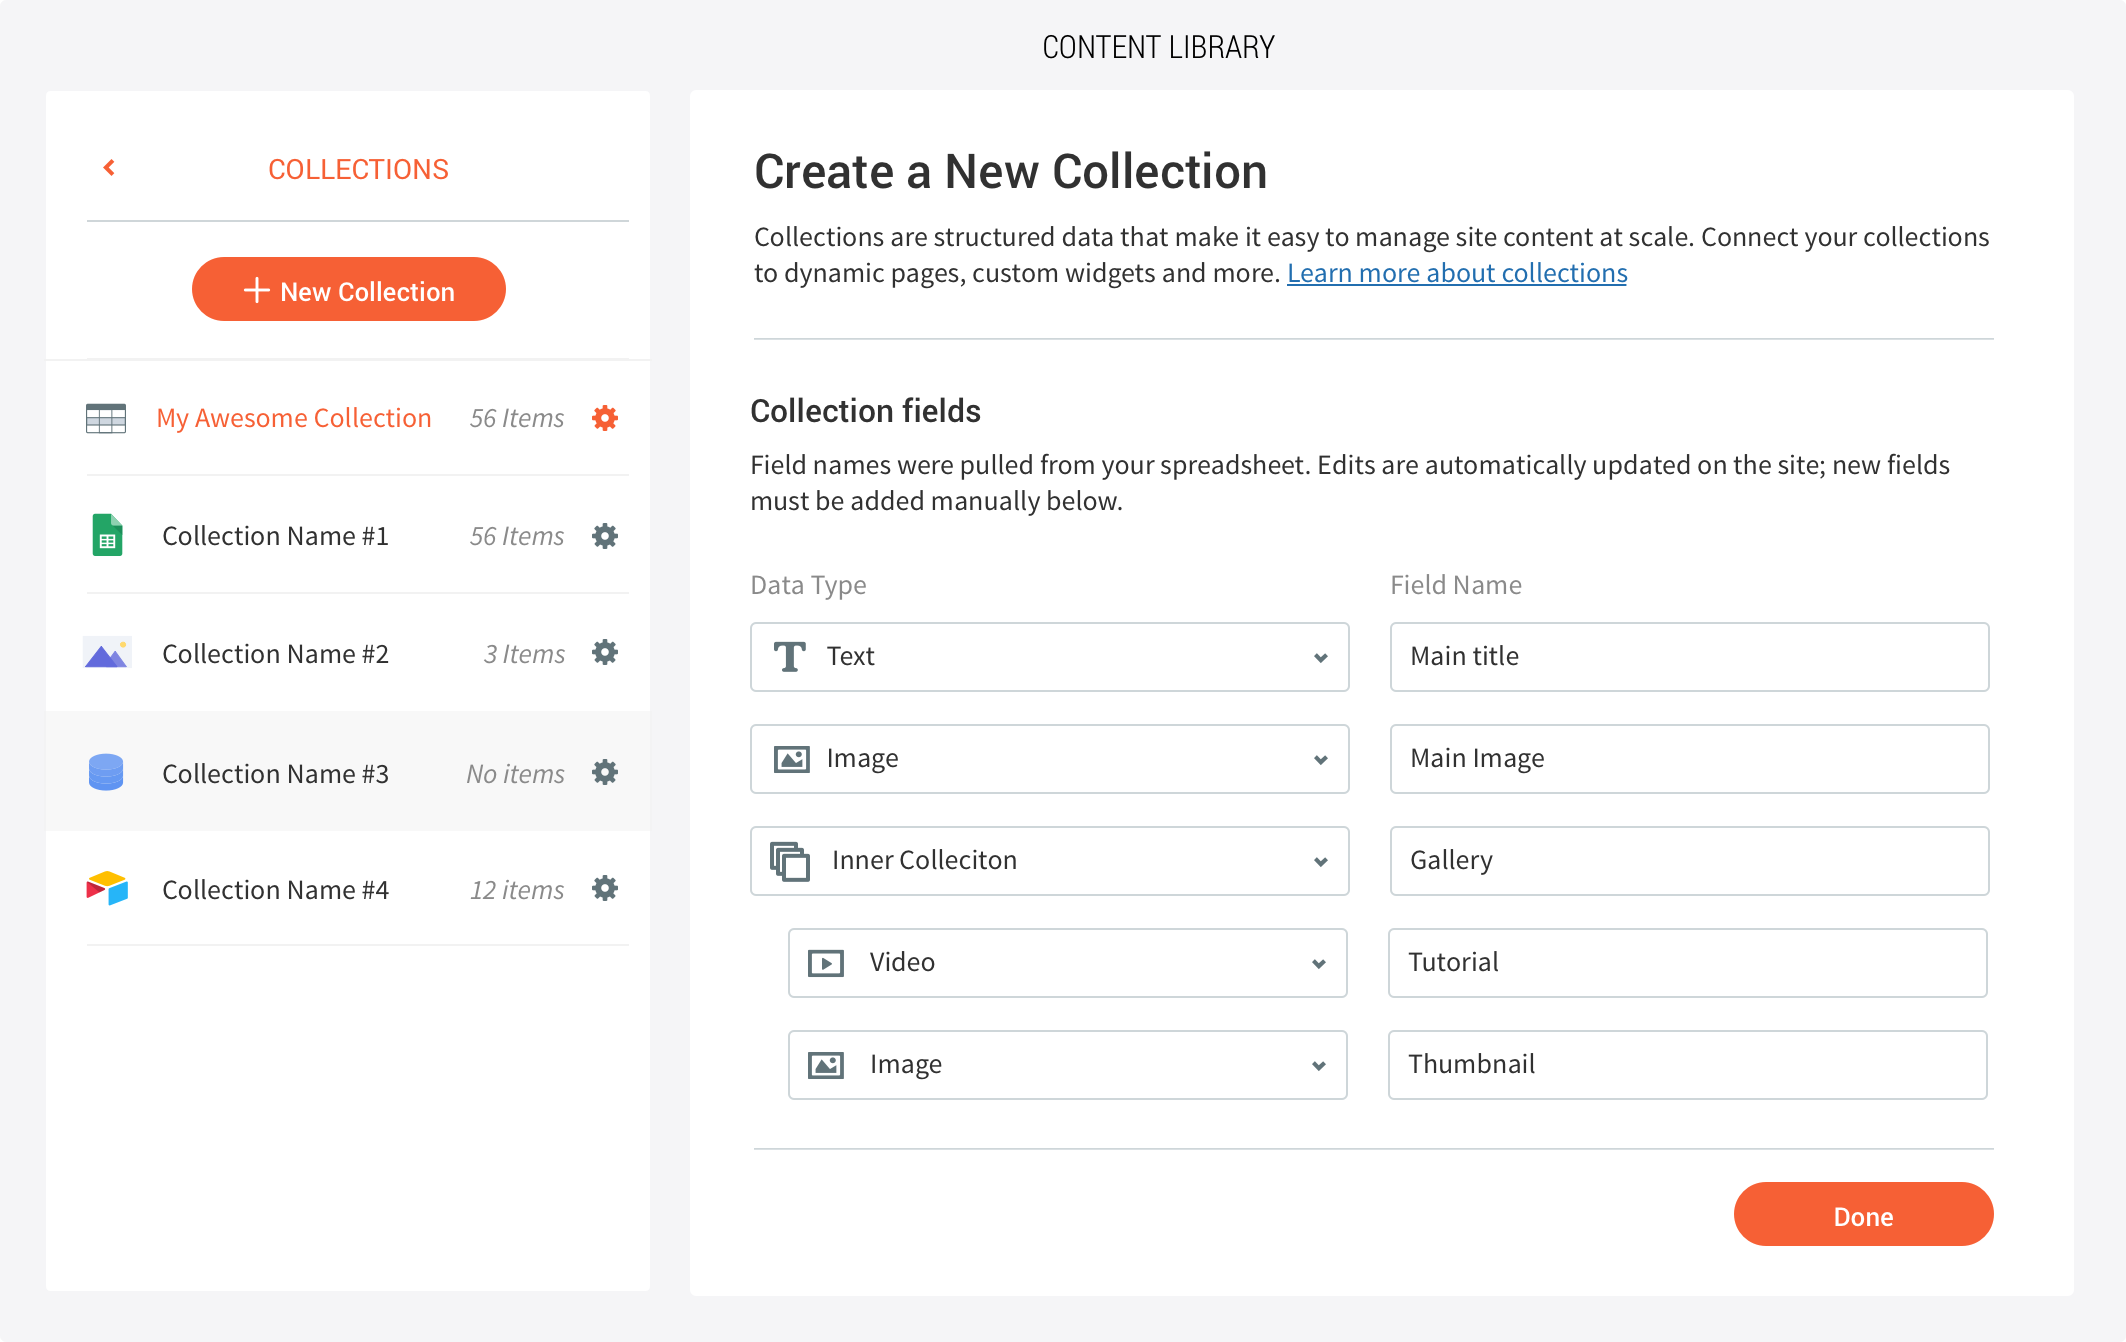 CONTENT LIBRARY
COLLECTIONS
New Collection
My Awesome Collection 56 Items
Collection Name #1 56 Items
Collection Name #2 3 Items
Collection Name #3 No items
Collection Name #4 12 items
Create a New Collection
Collections are structured data that make it easy to manage site content at scale. Connect your collections
to dynamic pages, custom widgets and more. Learn more about collections
Collection fields
Field names were pulled from your spreadsheet. Edits are automatically updated on the site; new fields
must be added manually below.
Data Type Field Name
Text Main title
Image Main Image
Inner Colleciton Gallery
Video Tutorial
Image Thumbnail
Done